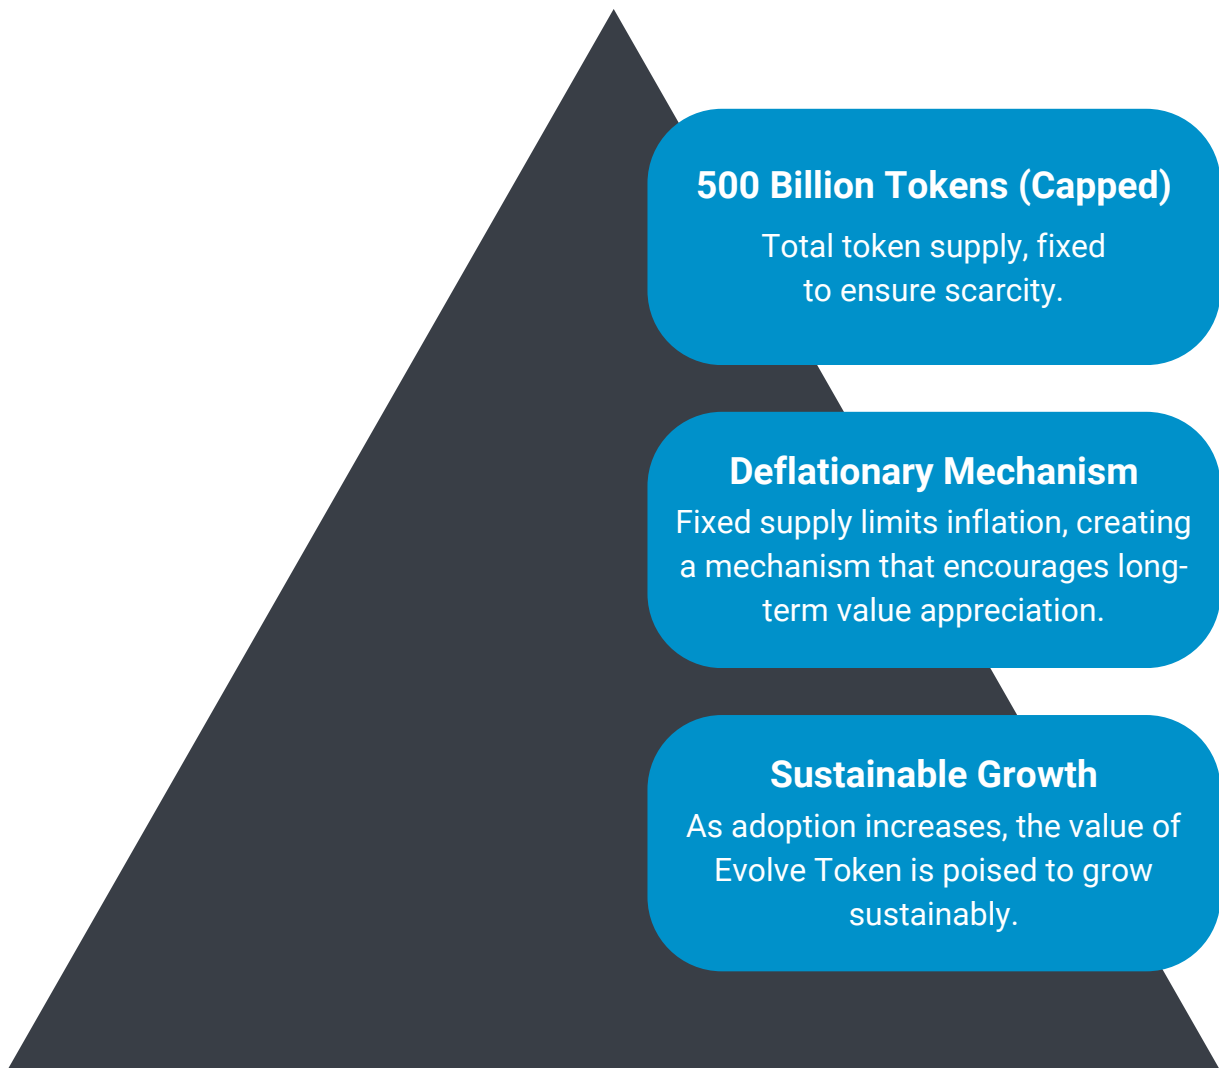 500 Billion Tokens (Capped)
Total token supply, fixed
to ensure scarcity.
Deflationary Mechanism
Fixed supply limits inflation, creating
a mechanism that encourages long-
term value appreciation.
Sustainable Growth
As adoption increases, the value of
Evolve Token is poised to grow
sustainably.